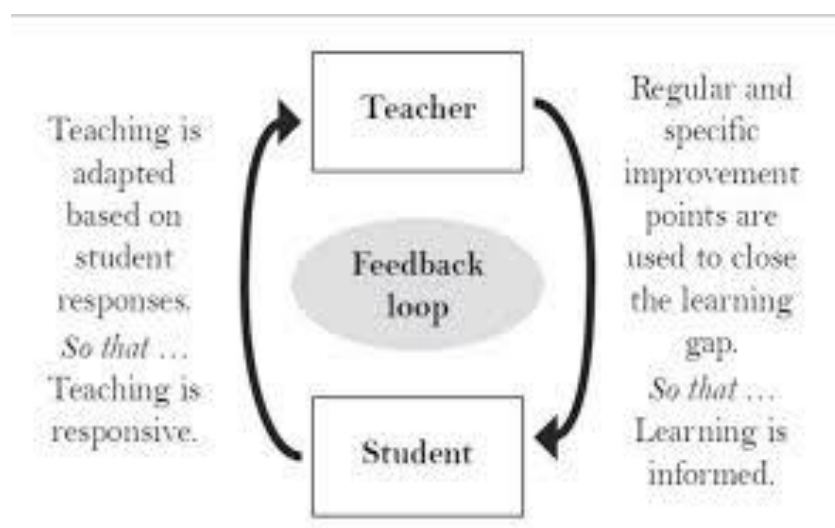 Teacher
Teaching is
adapted
based on
student
responses.
So that ...
Teaching is
responsive.
Feedback
loop
Regular and
specific
improvement
points are
used to close
the learning
gap.
So that ...
Learning is
informed.
Student